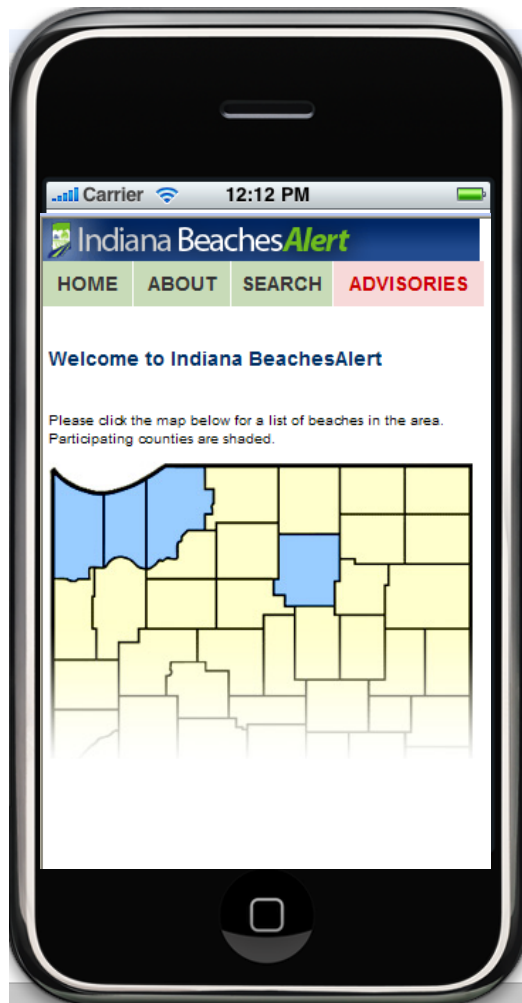 Carrier 12:12 PM
Indiana BeachesAlert
HOME ABOUT SEARCH ADVISORIES
Welcome to Indiana BeachesAlert
Please click the map below for a list of beaches in the area.
Participating counties are shaded.